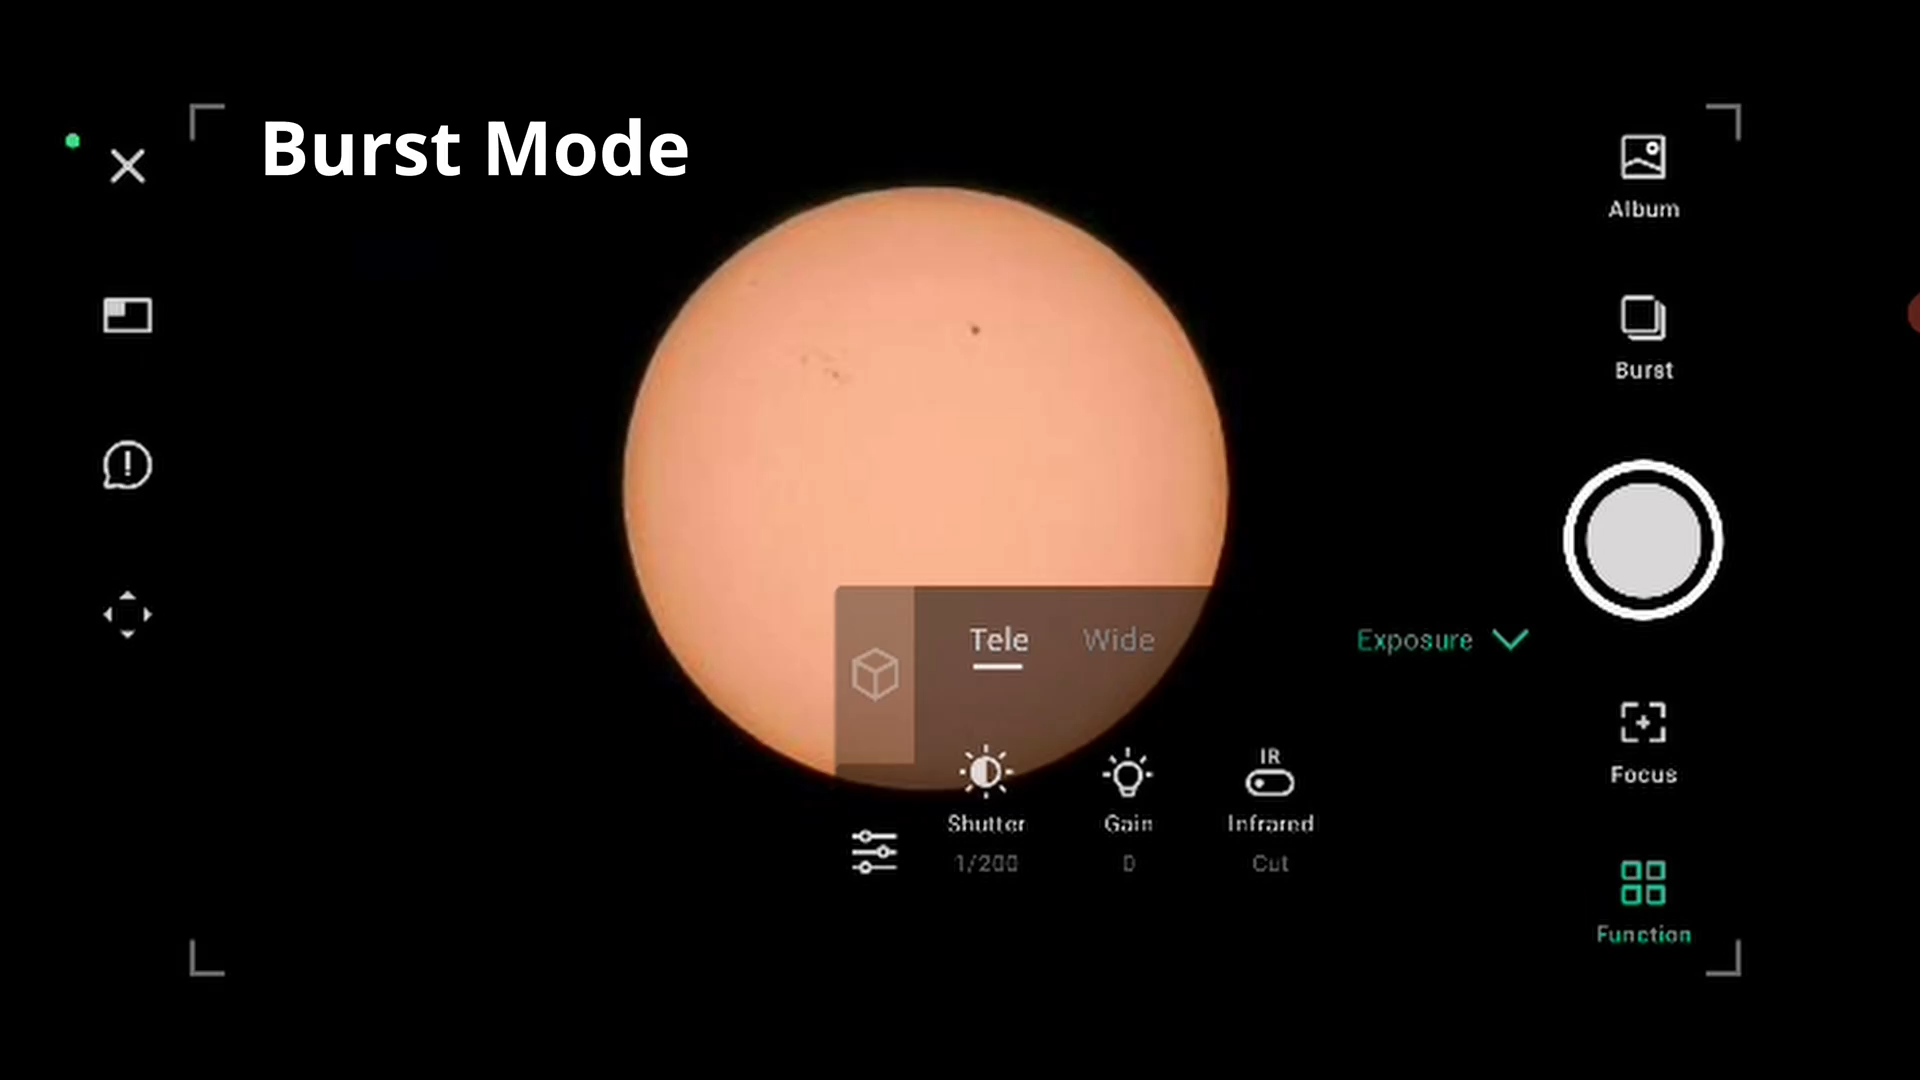 Burst Mode
Album
Burst
Tele Wide
Exposure
IR
Focus
Shutter Gain Infrared
1/200 0 Cut
Function